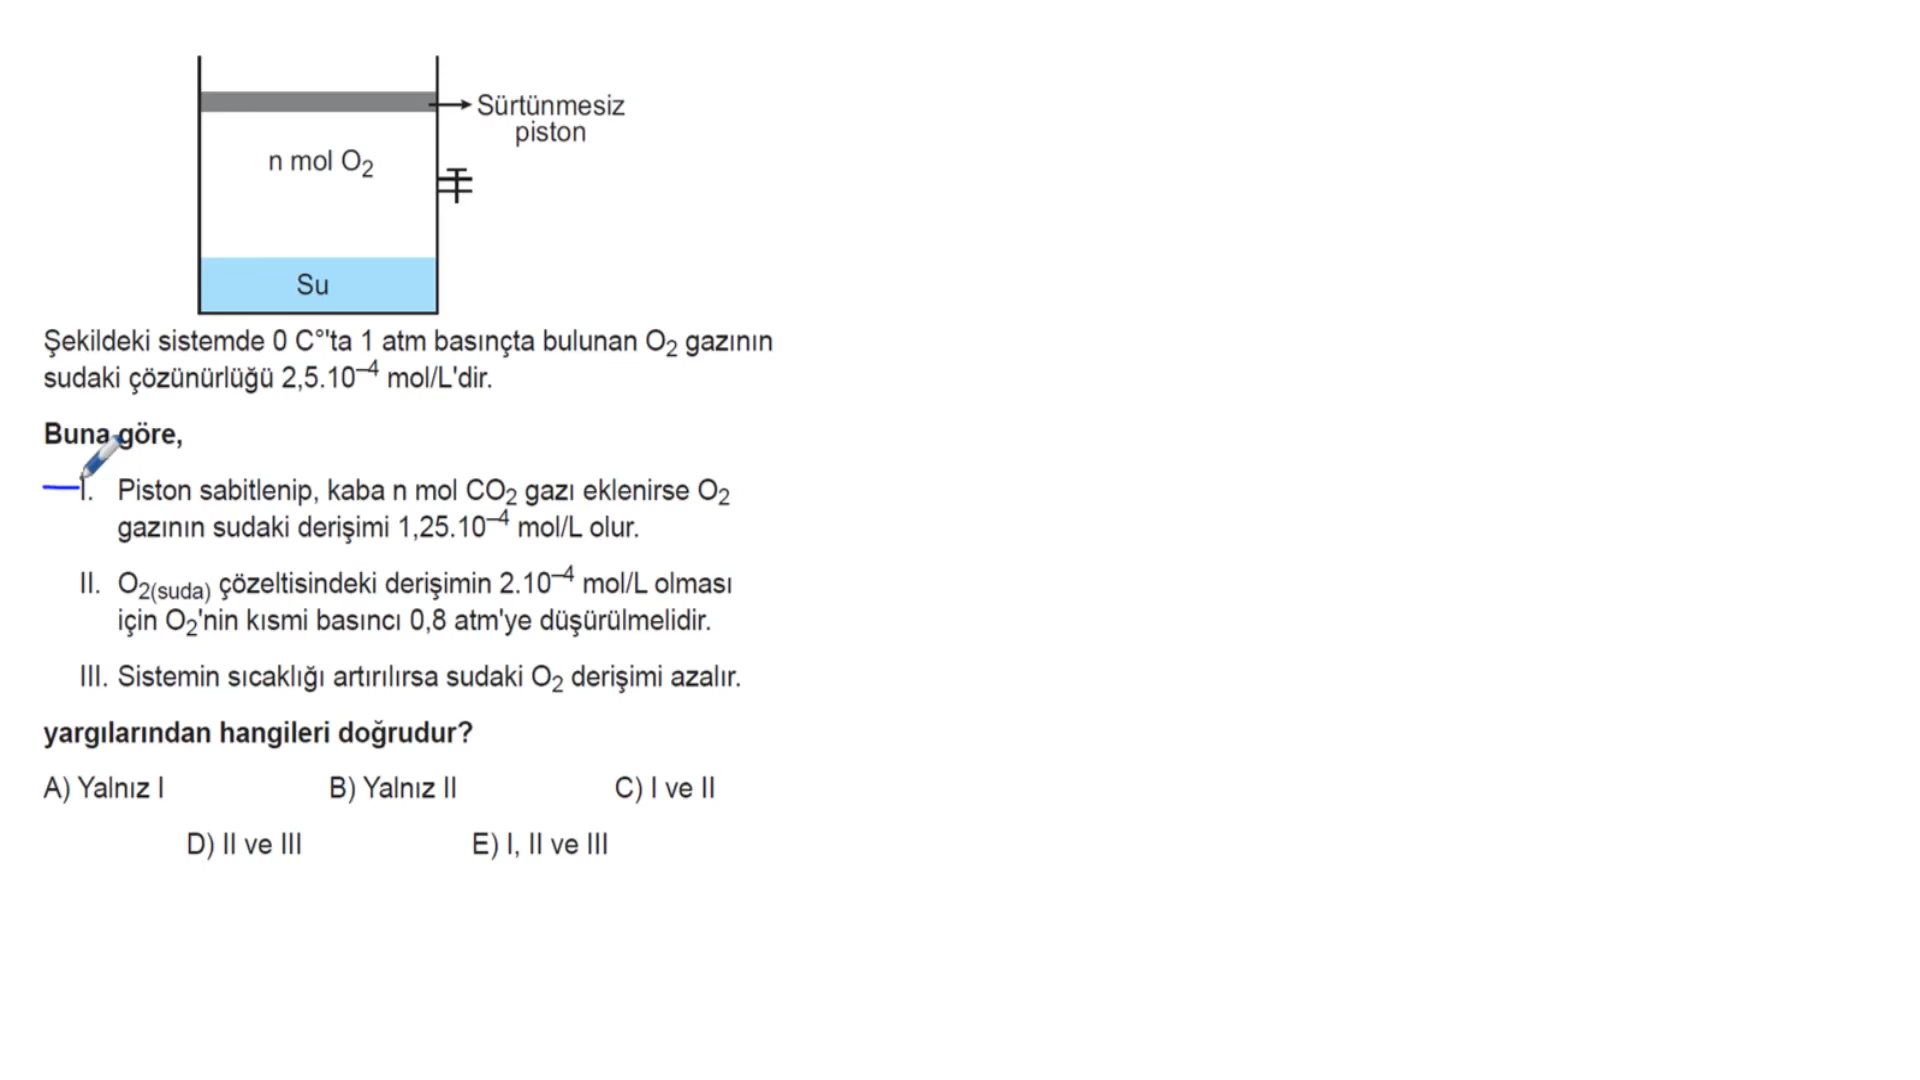 Sürtünmesiz
piston
n mol O₂
Su
Şekildeki sistemde 0 C°'ta 1 atm basınçta bulunan O₂ gazının
sudaki çözünürlüğü 2,5.10⁻⁴ mol/L'dir.
Buna göre,
I. Piston sabitlenip, kaba n mol CO₂ gazı eklenirse O₂
gazının sudaki derişimi 1,25.10⁻⁴ mol/L olur.
II. O₂(suda) çözeltisindeki derişimin 2.10⁻⁴ mol/L olması
için O₂'nin kısmi basıncı 0,8 atm'ye düşürülmelidir.
III. Sistemin sıcaklığı artırılırsa sudaki O₂ derişimi azalır.
yargılarından hangileri doğrudur?
A) Yalnız I B) Yalnız II C) I ve II
D) II ve III E) I, II ve III